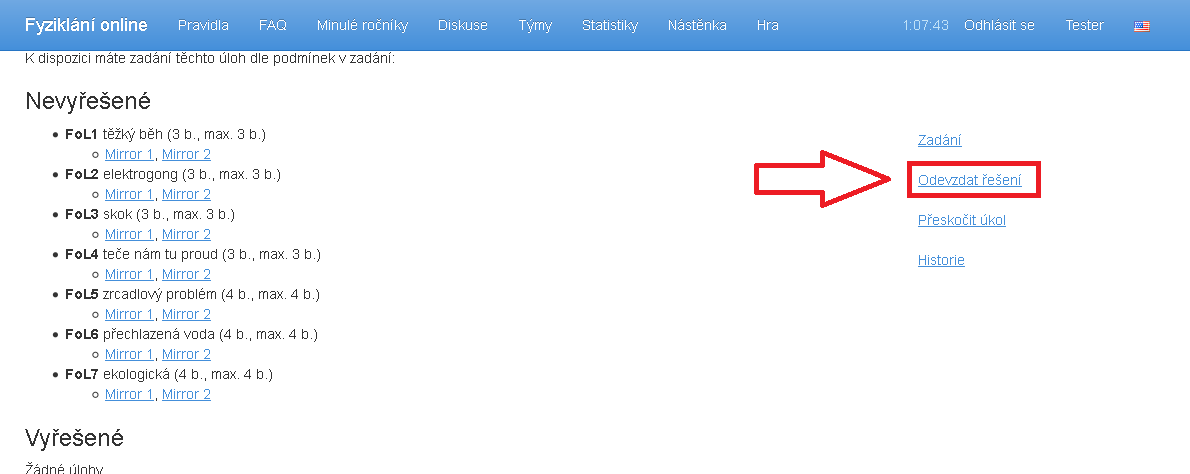 Fyziklání online Pravidla FAQ Minulé ročníky Diskuse Týmy Statistiky Nástěnka Hra 1:07:43 Odhlásit se Tester
K dispozici máte zadání těchto úloh dle podmínek v zadání:
Nevyřešené
FoL1 těžký běh (3 b., max. 3 b.)
Mirror 1, Mirror 2
FoL2 elektrogong (3 b., max. 3 b.)
Mirror 1, Mirror 2
FoL3 skok (3 b., max. 3 b.)
Mirror 1, Mirror 2
FoL4 teče nám tu proud (3 b., max. 3 b.)
Mirror 1, Mirror 2
FoL5 zrcadlový problém (4 b., max. 4 b.)
Mirror 1, Mirror 2
FoL6 přechlazená voda (4 b., max. 4 b.)
Mirror 1, Mirror 2
FoL7 ekologická (4 b., max. 4 b.)
Mirror 1, Mirror 2
Vyřešené
Žádné úlohy
Zadání
Odevzdat řešení
Přeskočit úkol
Historie